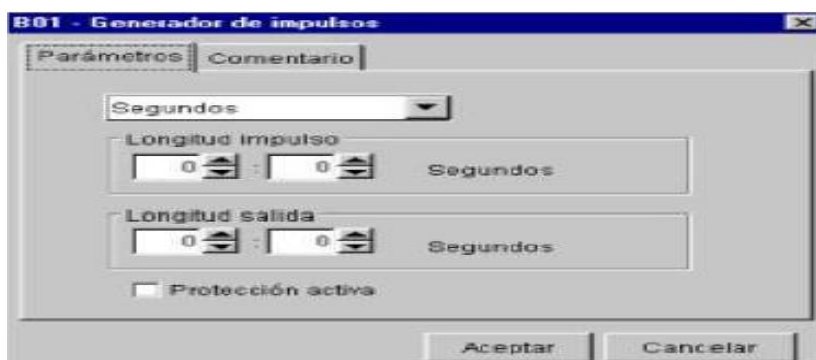 B01 - Generador de impulsos
Parámetros Comentario
Segundos
Longitud impulso
0 : 0 Segundos
Longitud salida
0 : 0 Segundos
Protección activa
Aceptar Cancelar